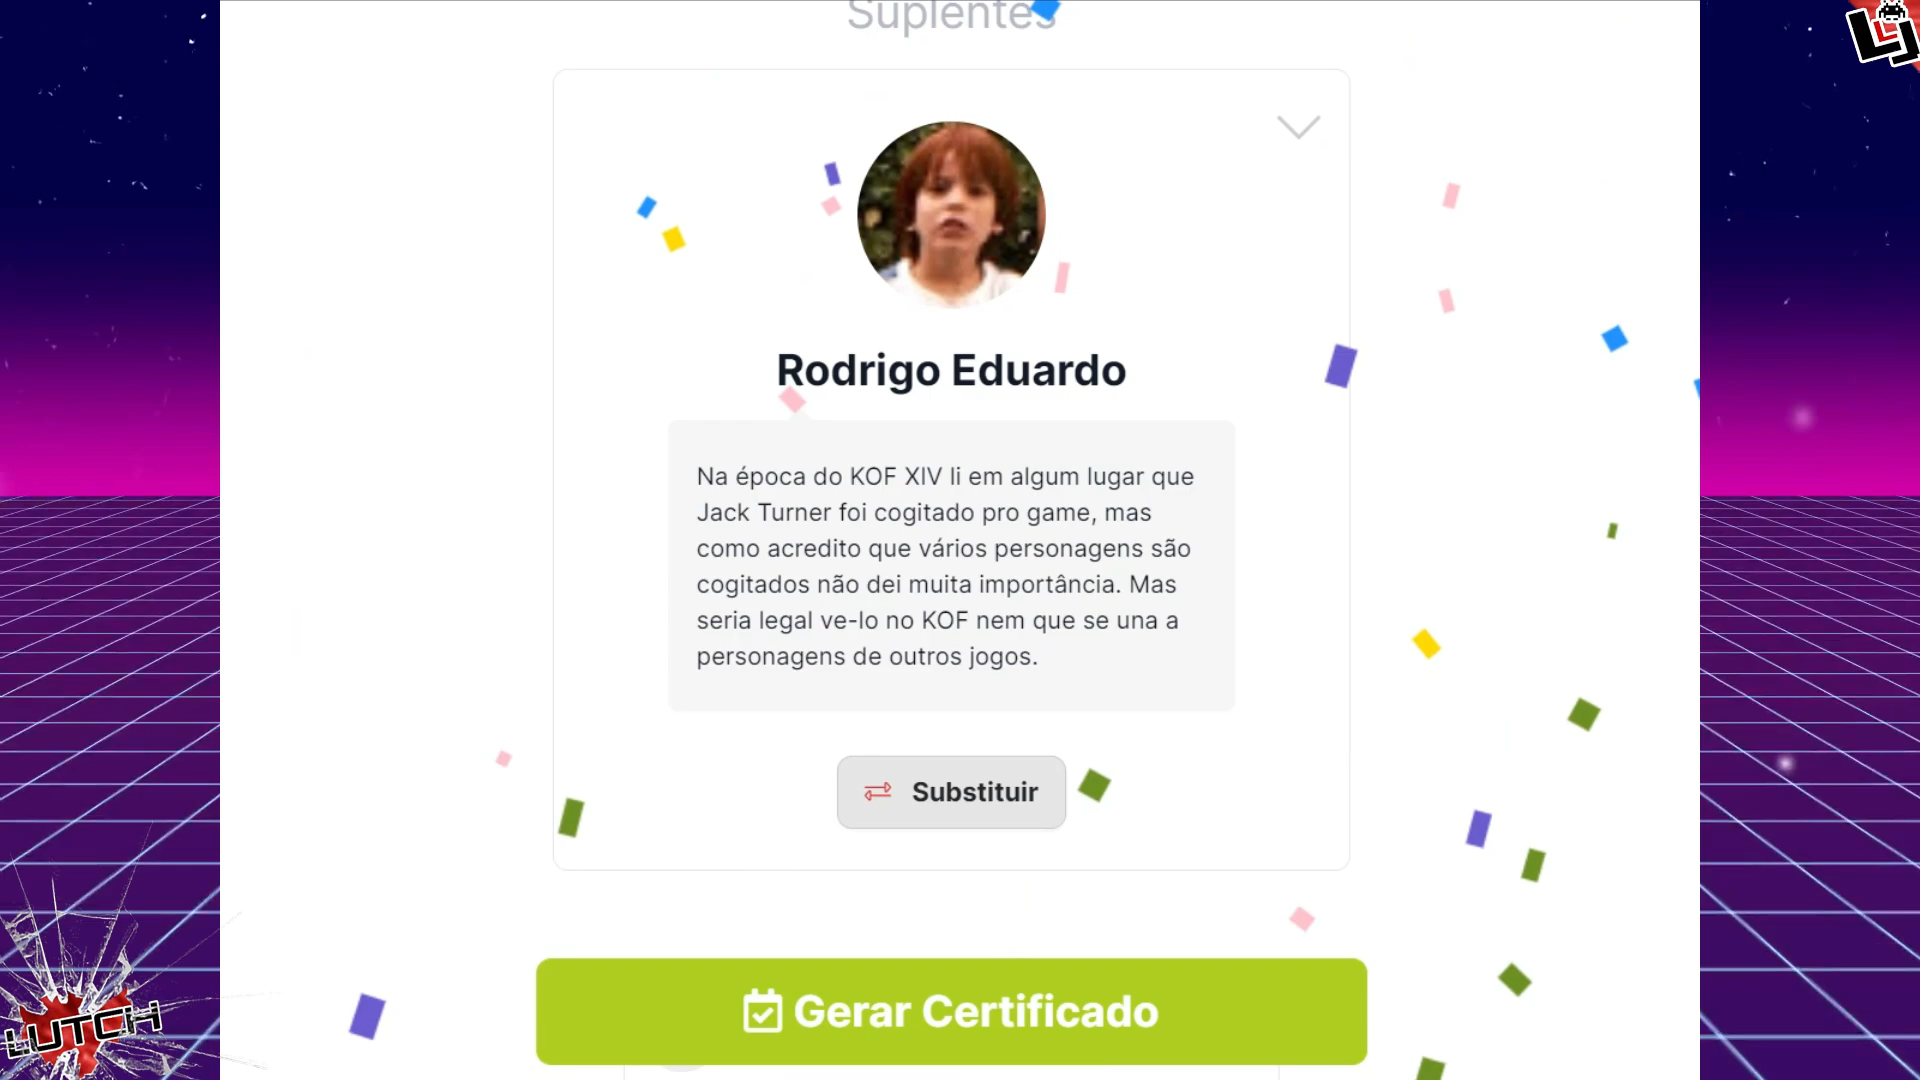 Suplentes
Rodrigo Eduardo
Na época do KOF XIV li em algum lugar que
Jack Turner foi cogitado pro game, mas
como acredito que vários personagens são
cogitados não dei muita importância. Mas
seria legal ve-lo no KOF nem que se una a
personagens de outros jogos.
Substituir
Gerar Certificado
LUTCH